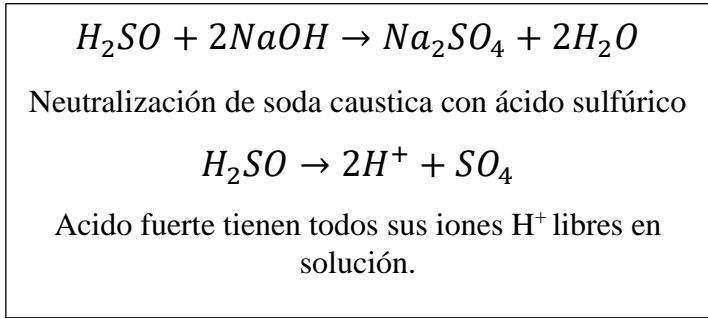 H₂SO + 2NaOH → Na₂SO₄ + 2H₂O
Neutralización de soda caustica con ácido sulfúrico
H₂SO → 2H⁺ + SO₄
Acido fuerte tienen todos sus iones H⁺ libres en
solución.